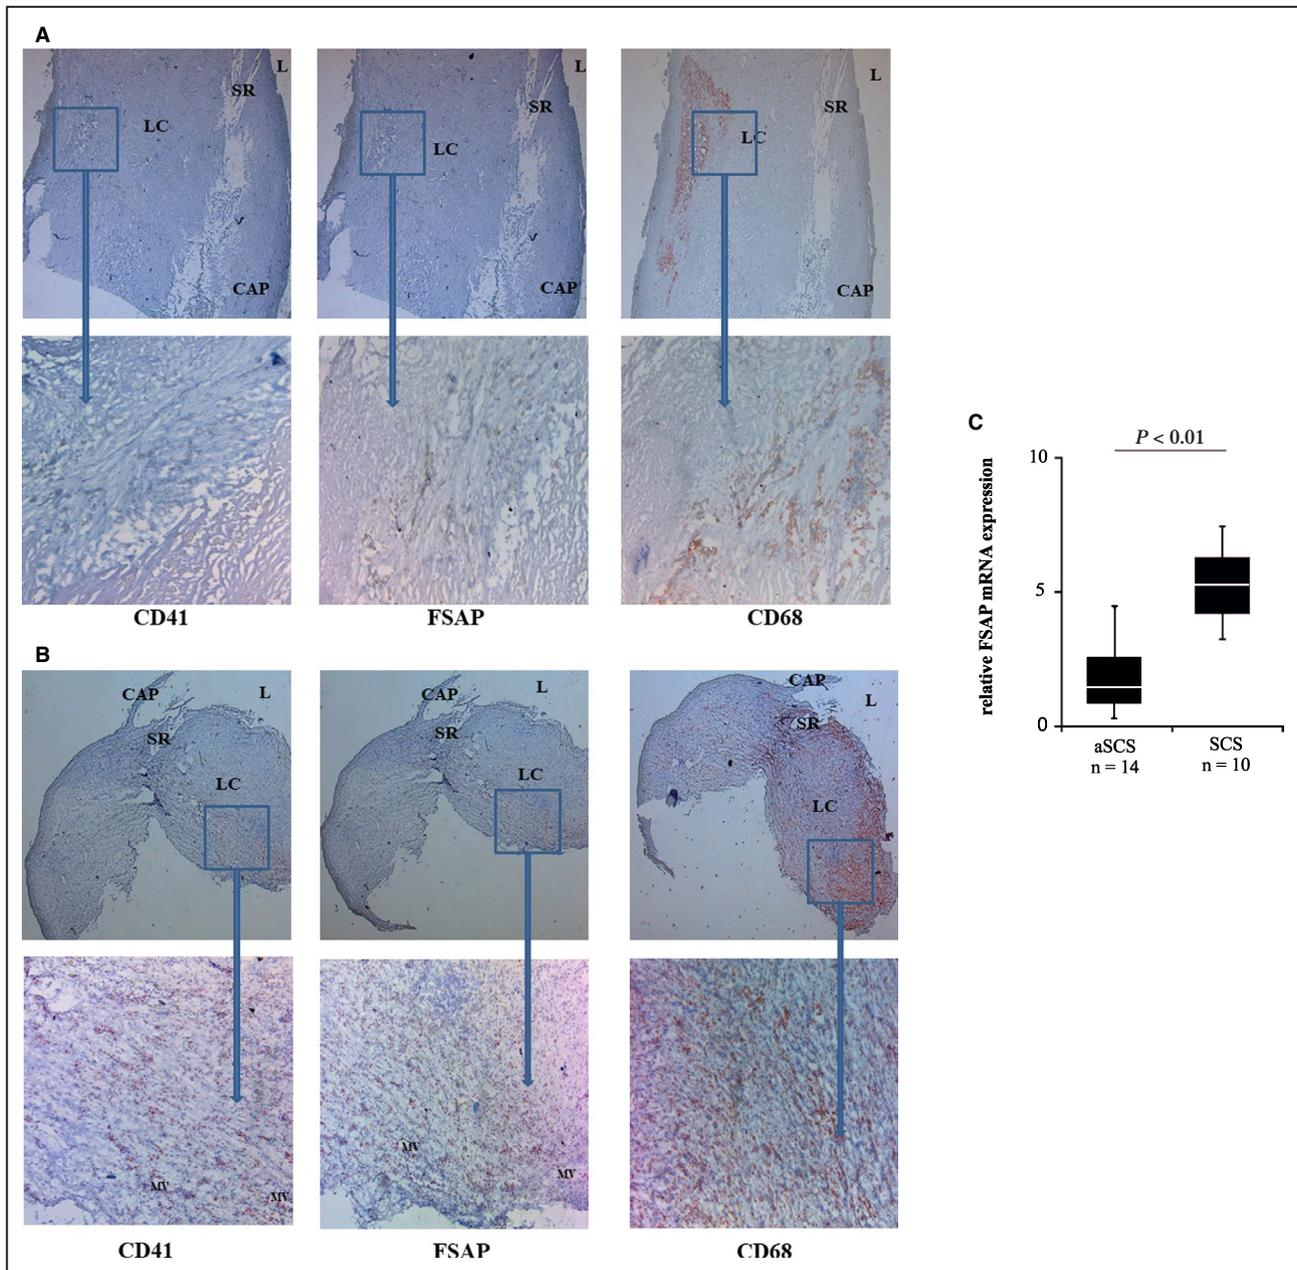 A
L
SR
LC
CAP
L
SR
LC
CAP
L
SR
LC
CAP
CD41
FSAP
CD68
B
CAP
L
SR
LC
MV
MV
CAP
L
SR
LC
MV
MV
CAP
L
SR
LC
CD41
FSAP
CD68
C
P < 0.01
relative FSAP mRNA expression
10
5
0
aSCS
n = 14
SCS
n = 10